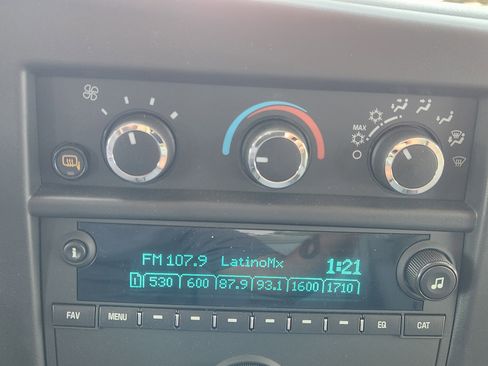 MAX
FM 107.9 LatinoMx 1:21
1 530 600 87.9 93.1 1600 1710
FAV MENU EQ CAT